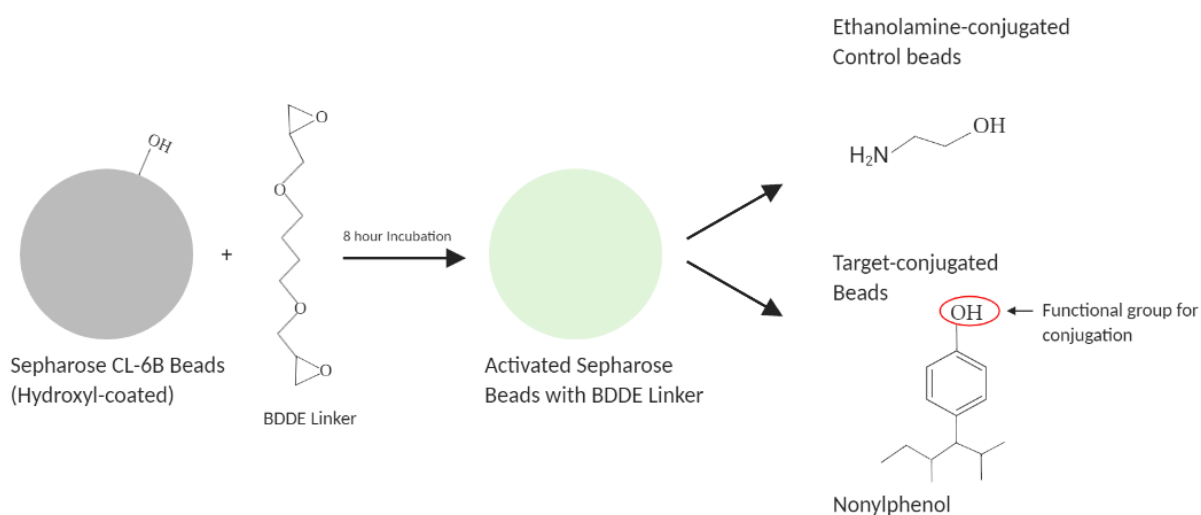 Ethanolamine-conjugated
Control beads
OH
H₂N
OH
O
O
+
8 hour Incubation
O
O
Sepharose CL-6B Beads
(Hydroxyl-coated)
BDDE Linker
Activated Sepharose
Beads with BDDE Linker
Target-conjugated
Beads
OH
Functional group for
conjugation
Nonylphenol